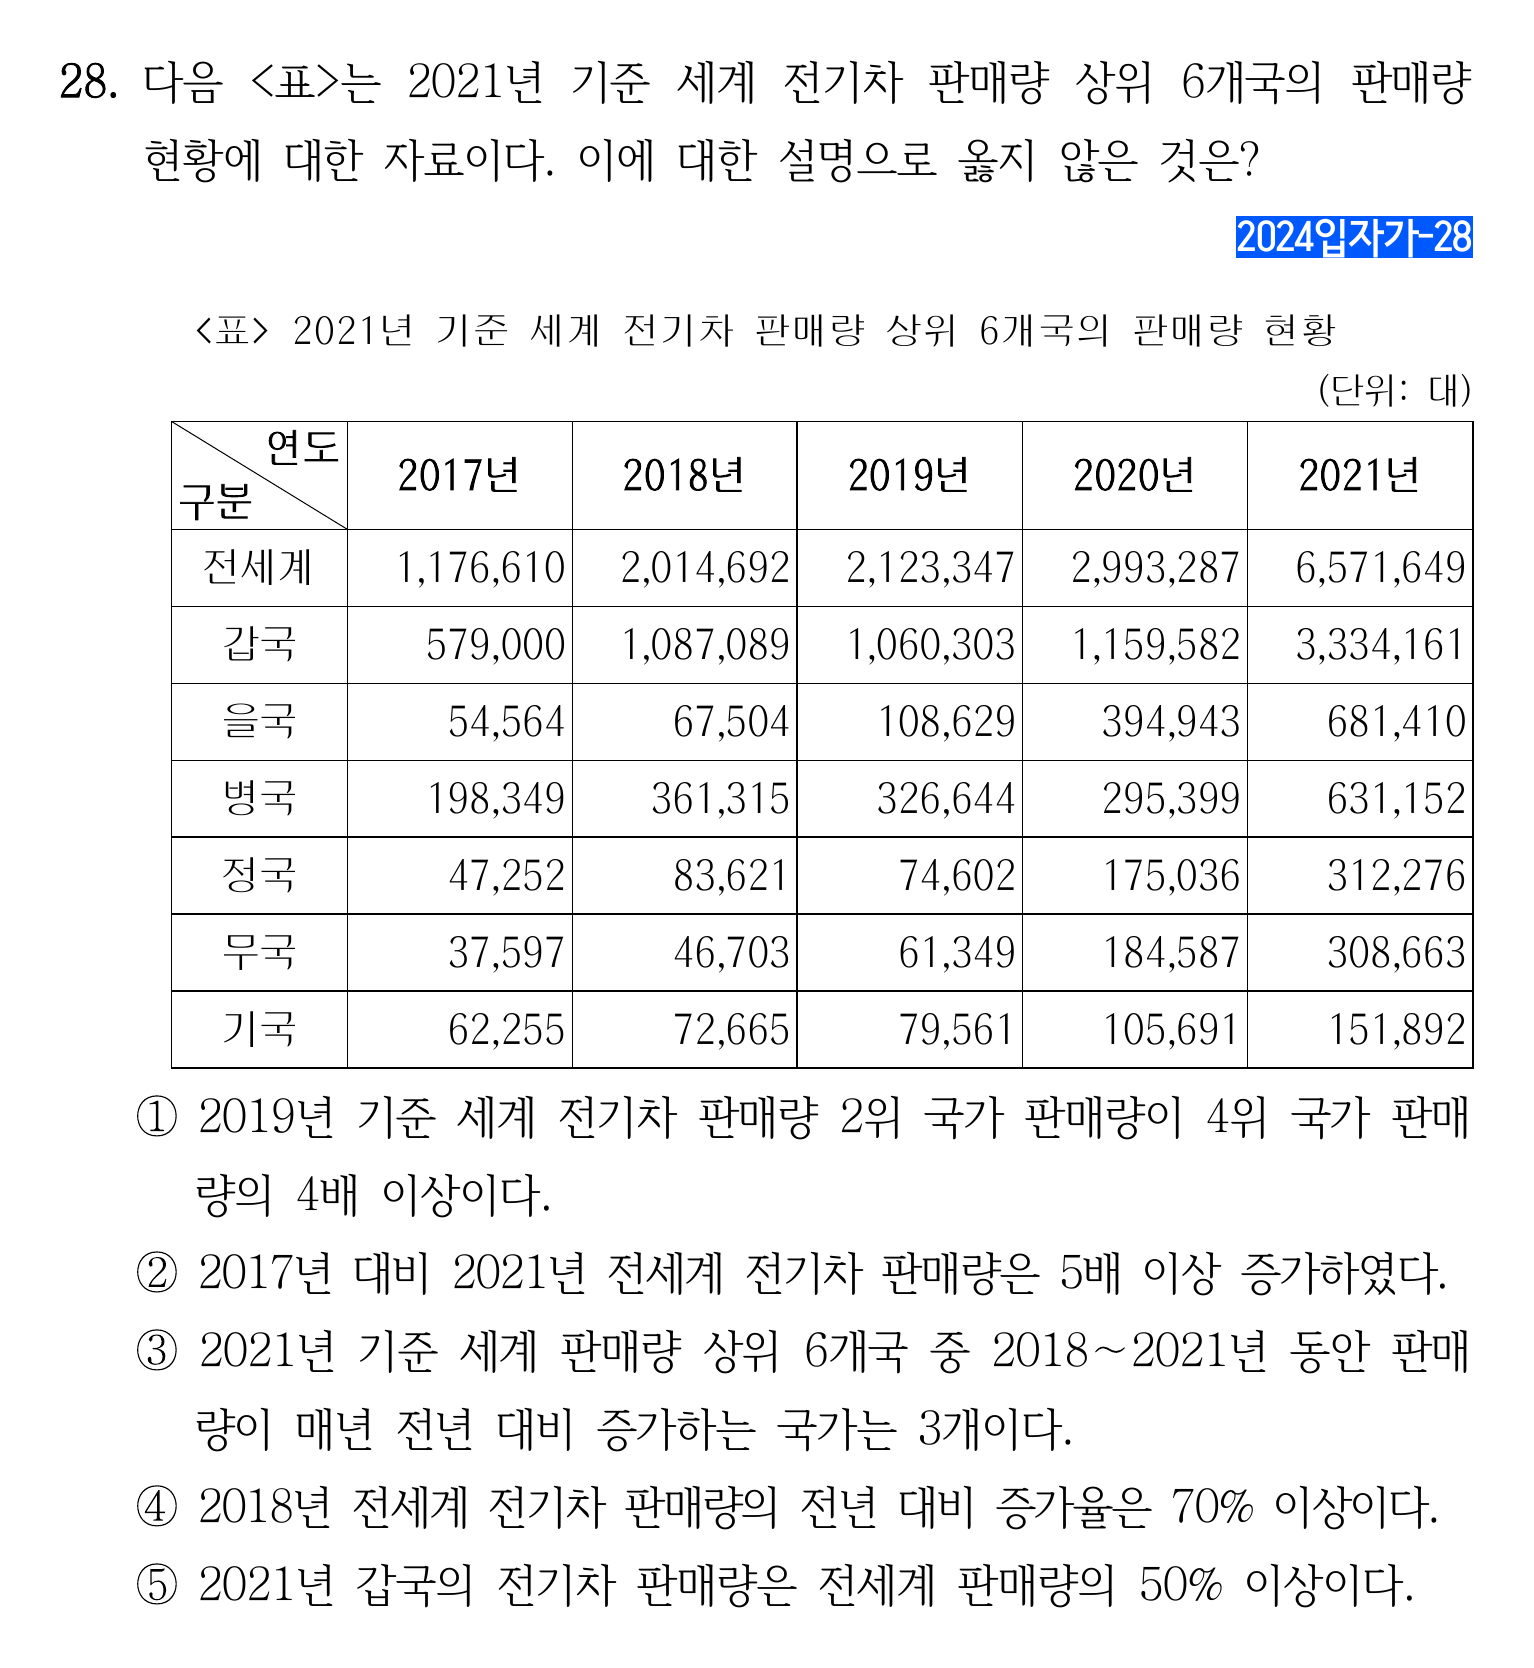 28. 다음 <표>는 2021년 기준 세계 전기차 판매량 상위 6개국의 판매량
현황에 대한 자료이다. 이에 대한 설명으로 옳지 않은 것은?
2024입자가-28
<표> 2021년 기준 세계 전기차 판매량 상위 6개국의 판매량 현황
(단위: 대)
구분 연도 2017년 2018년 2019년 2020년 2021년
전세계 1,176,610 2,014,692 2,123,347 2,993,287 6,571,649
갑국 579,000 1,087,089 1,060,303 1,159,582 3,334,161
을국 54,564 67,504 108,629 394,943 681,410
병국 198,349 361,315 326,644 295,399 631,152
정국 47,252 83,621 74,602 175,036 312,276
무국 37,597 46,703 61,349 184,587 308,663
기국 62,255 72,665 79,561 105,691 151,892
① 2019년 기준 세계 전기차 판매량 2위 국가 판매량이 4위 국가 판매
량의 4배 이상이다.
② 2017년 대비 2021년 전세계 전기차 판매량은 5배 이상 증가하였다.
③ 2021년 기준 세계 판매량 상위 6개국 중 2018~2021년 동안 판매
량이 매년 전년 대비 증가하는 국가는 3개이다.
④ 2018년 전세계 전기차 판매량의 전년 대비 증가율은 70% 이상이다.
⑤ 2021년 갑국의 전기차 판매량은 전세계 판매량의 50% 이상이다.